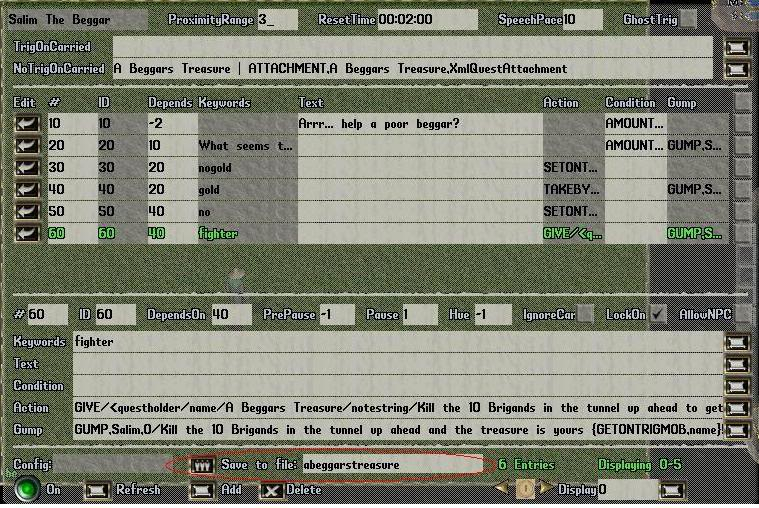 Salim The Beggar ProximityRange 3_ ResetTime 00:02:00 SpeechPace 10 GhostTrig
TrigOnCarried
NoTrigOnCarried A Beggars Treasure | ATTACHMENT,A Beggars Treasure,XmlQuestAttachment
Edit # ID Depends Keywords Text Action Condition Gump
10 10 -2 Arrr... help a poor beggar? AMOUNT...
20 20 10 What seems t... AMOUNT... GUMP,S...
30 30 20 nogold SETONT...
40 40 20 gold TAKEBY... GUMP,S...
50 50 40 no SETONT...
60 60 40 fighter GIVE/<q... GUMP,S...
# 60 ID 60 DependsOn 40 PrePause -1 Pause 1 Hue -1 IgnoreCar LockOn AllowNPC
Keywords fighter
Text
Condition
Action GIVE/<questholder/name/A Beggars Treasure/notestring/Kill the 10 Brigands in the tunnel up ahead to get
Gump GUMP,Salim,0/Kill the 10 Brigands in the tunnel up ahead and the treasure is yours {GETONTRIGMOB,name}!
Config: Save to file: abeggarstreasure 6 Entries Displaying 0-5
On Refresh Add Delete Display 0